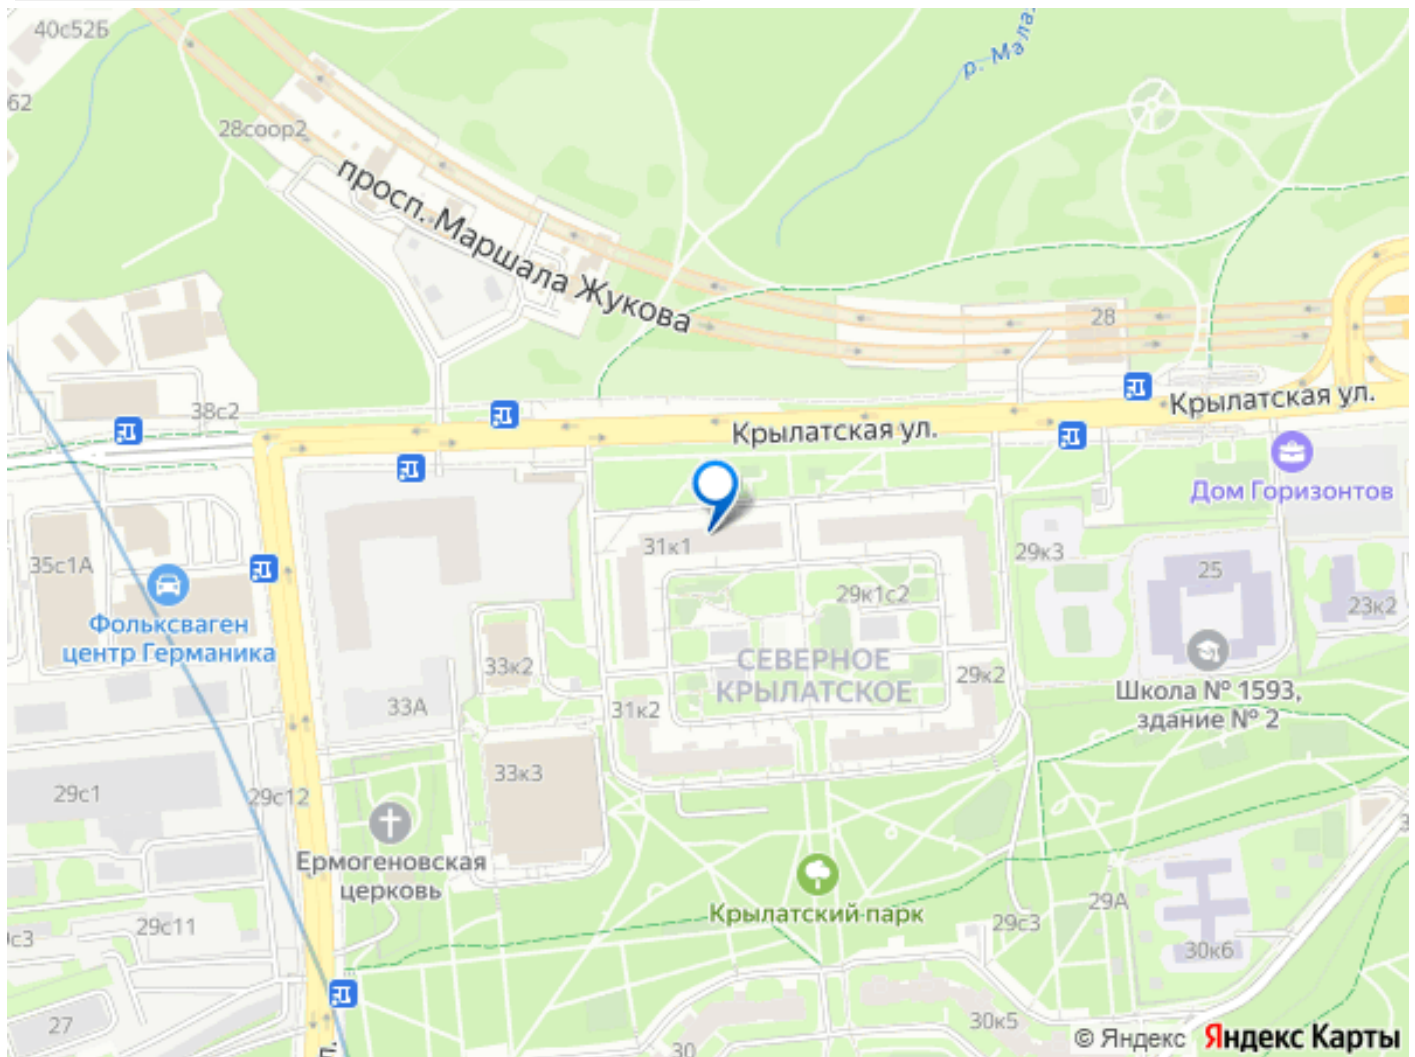 40с52Б
62
р. Мала
28соор2
просп. Маршала Жукова
28
38с2
Крылатская ул.
Крылатская ул.
Дом Горизонтов
35с1А
31к1
29к3
25
29к1с2
23к2
Фольксваген
центр Германика
33к2
СЕВЕРНОЕ
КРЫЛАТСКОЕ
29к2
Школа № 1593,
здание № 2
33А
31к2
33к3
29с1
29с12
Ермогеновская
церковь
Крылатский парк
29А
29с3
29с11
с3
30к6
27
30к5
30
© Яндекс Яндекс Карты